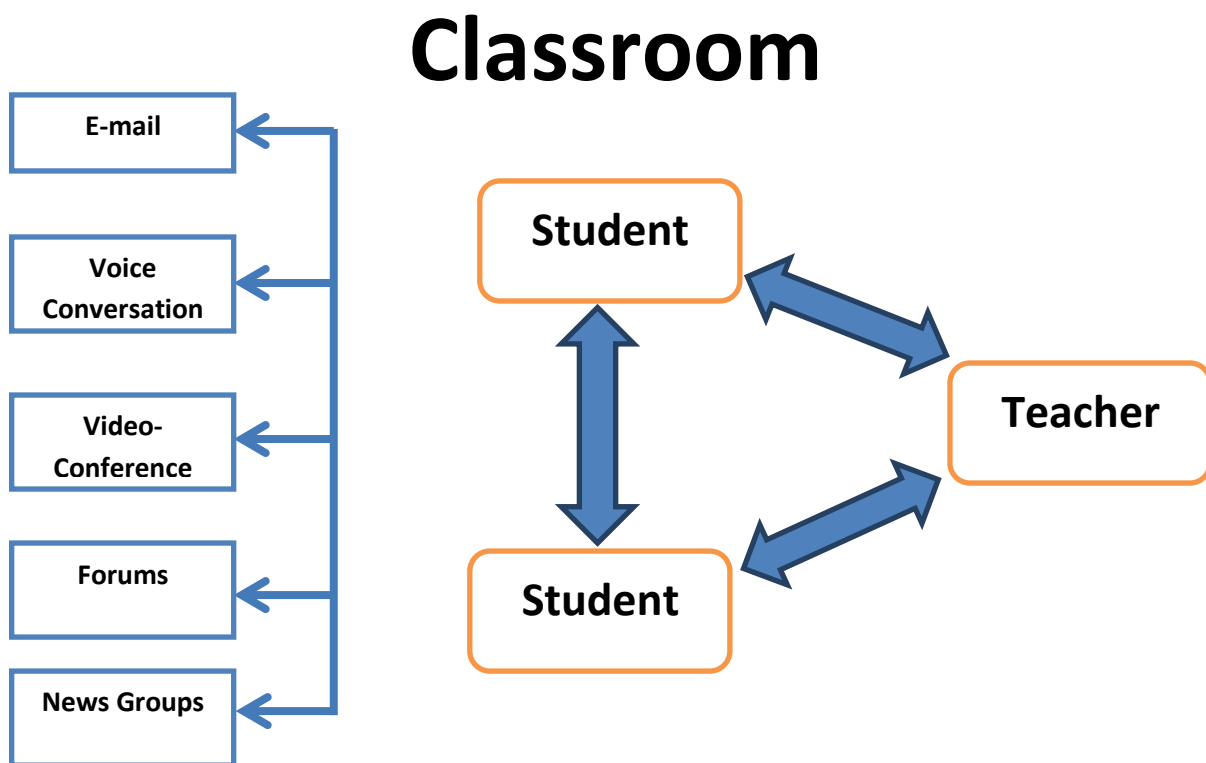 Classroom
E-mail
Voice
Conversation
Video-
Conference
Forums
News Groups
Student
Teacher
Student